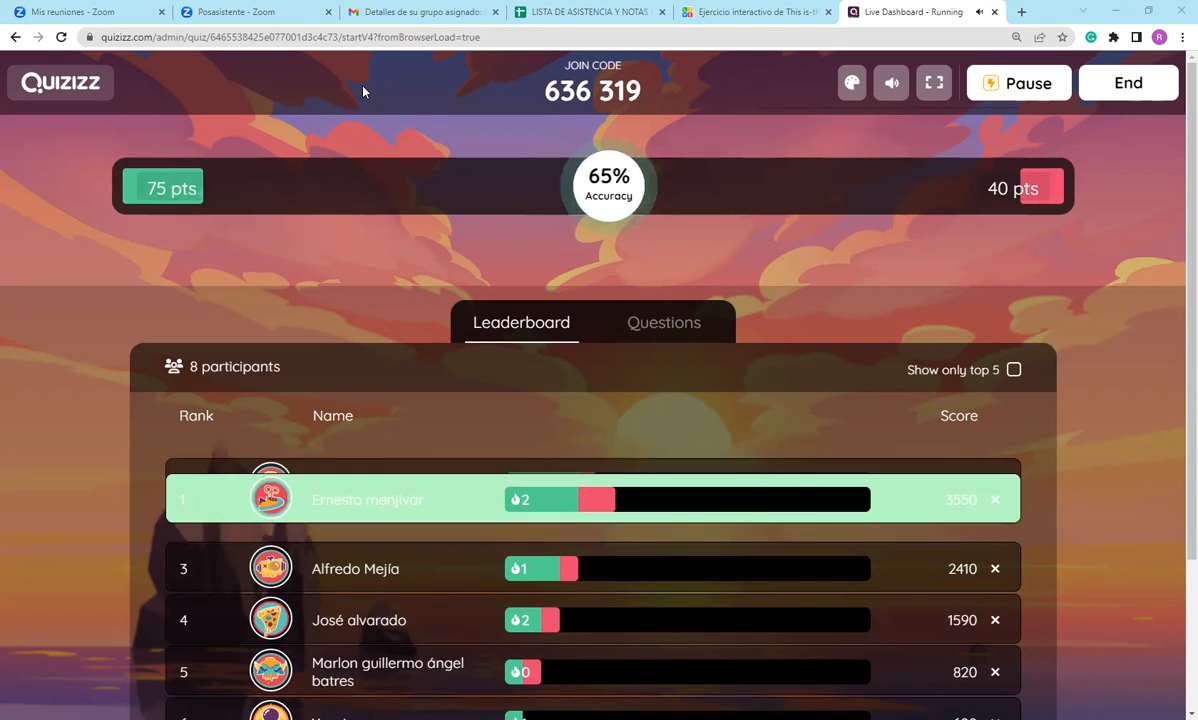 Mis reuniones - Zoom
Posasistente - Zoom
Detalles de su grupo asignado:
LISTA DE ASISTENCIA Y NOTAS
Ejercicio interactivo de This is-th
Live Dashboard - Running
quizizz.com/admin/quiz/6465538425e077001d3c4c73/startV4?fromBrowserLoad=true
R
QUIZIZZ
JOIN CODE
636 319
Pause
End
75 pts
65%
Accuracy
40 pts
Leaderboard
Questions
8 participants
Show only top 5
Rank
Name
Score
1
Ernesto menjivar
2
3550
3
Alfredo Mejía
1
2410
4
José alvarado
2
1590
5
Marlon guillermo ángel
batres
0
820